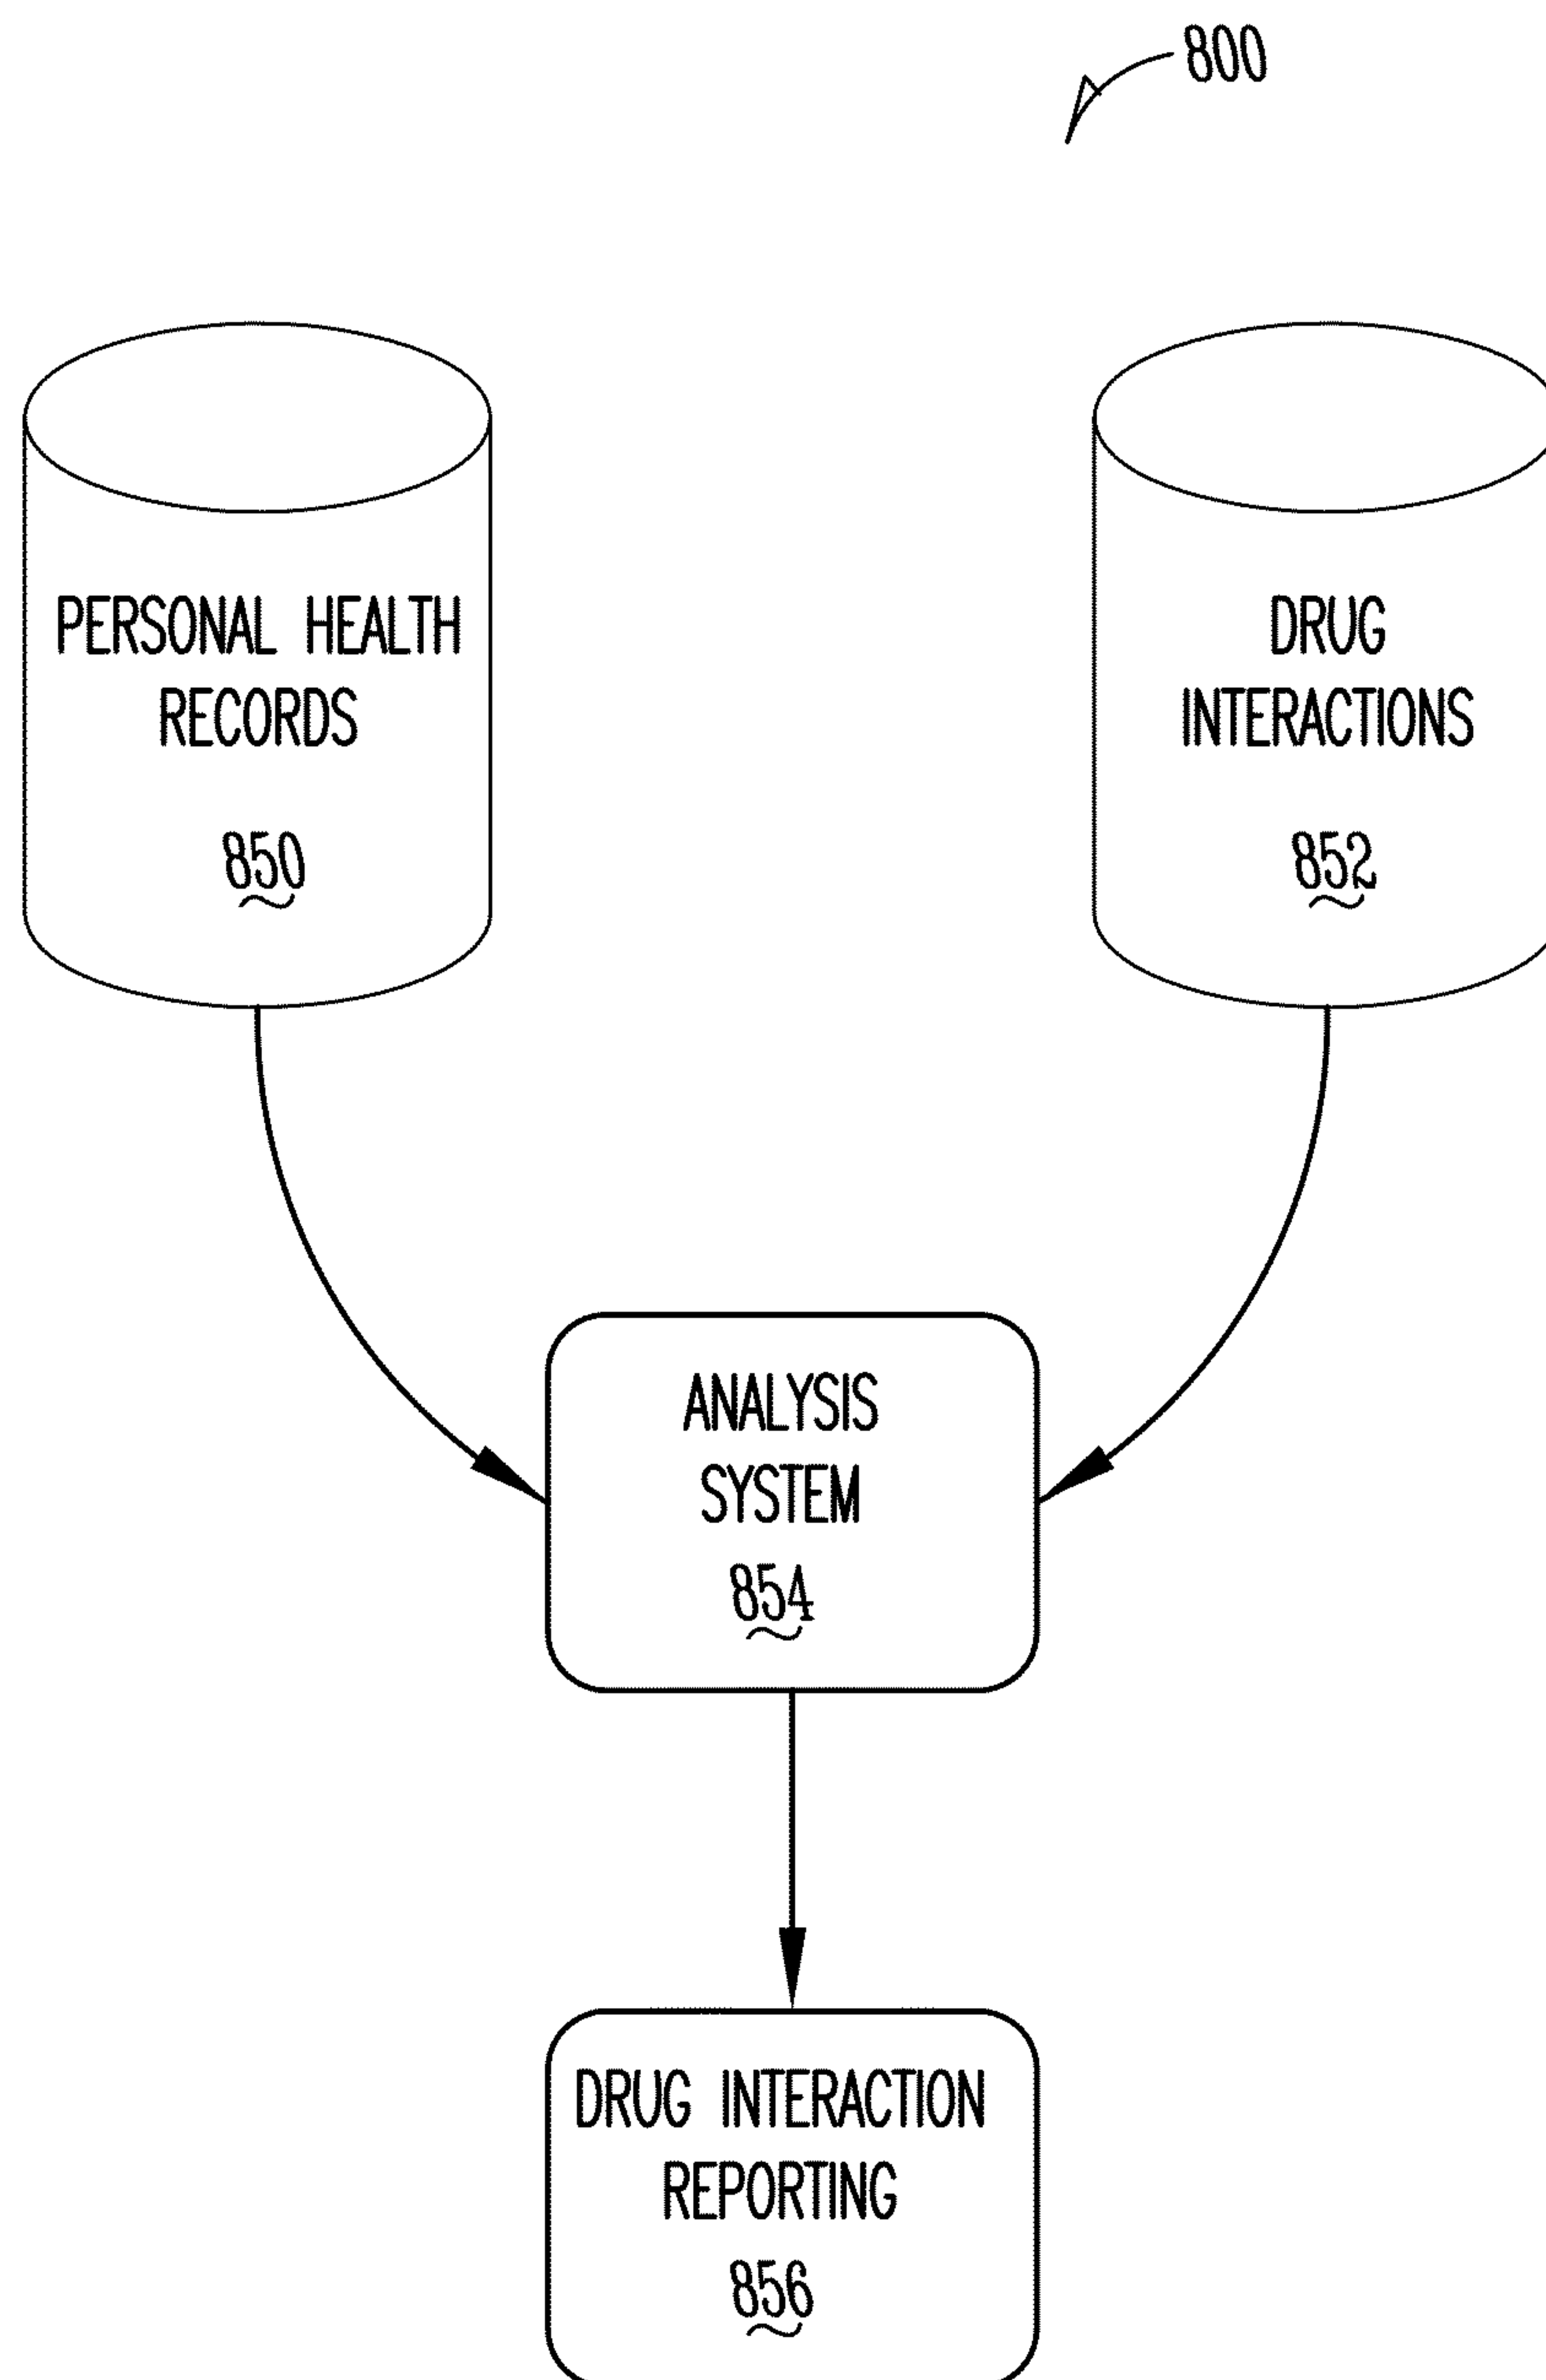 800
PERSONAL HEALTH
RECORDS
850
DRUG
INTERACTIONS
852
ANALYSIS
SYSTEM
854
DRUG INTERACTION
REPORTING
856